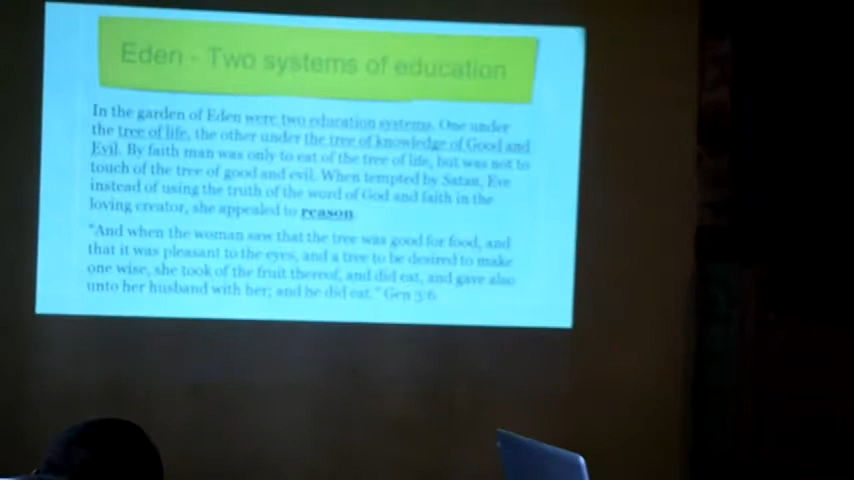 Eden - Two systems of education
In the garden of Eden were two education systems. One under
the tree of life, the other under the tree of knowledge of Good and
Evil. By faith man was only to eat of the tree of life, but was not to
touch of the tree of good and evil. When tempted by Satan, Eve
instead of using the truth of the word of God and faith in the
loving creator, she appealed to reason.
"And when the woman saw that the tree was good for food, and
that it was pleasant to the eyes, and a tree to be desired to make
one wise, she took of the fruit thereof, and did eat, and gave also
unto her husband with her; and he did eat." Gen 3:6